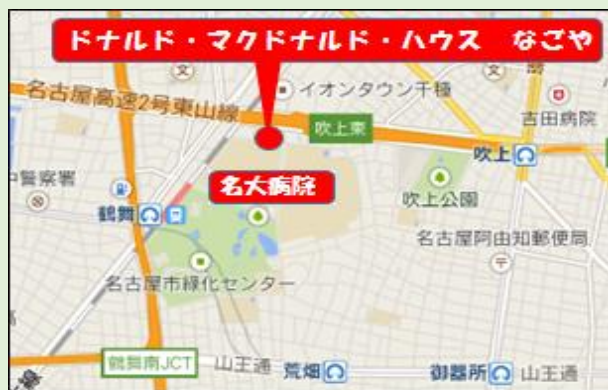 ドナルド・マクドナルド・ハウス なごや
文
文
イオンタウン千種
名古屋高速2号東山線
吹上東
吉田病院
吹上
中警察署
名大病院
吹上公園
鶴舞
名古屋阿由知郵便局
名古屋市緑化センター
鶴舞南JCT
山王通
荒畑
御器所
山王通